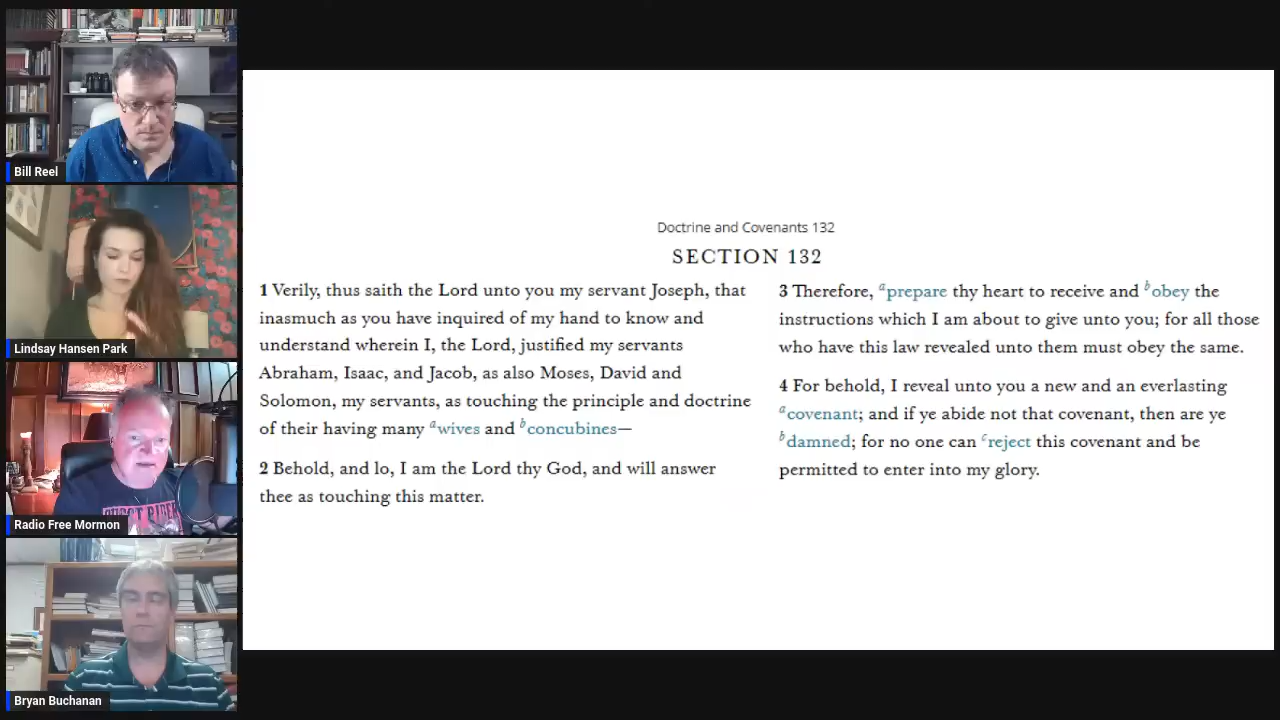 Bill Reel
Lindsay Hansen Park
Radio Free Mormon
Bryan Buchanan
Doctrine and Covenants 132
SECTION 132
1 Verily, thus saith the Lord unto you my servant Joseph, that
inasmuch as you have inquired of my hand to know and
understand wherein I, the Lord, justified my servants
Abraham, Isaac, and Jacob, as also Moses, David and
Solomon, my servants, as touching the principle and doctrine
of their having many a wives and b concubines—
2 Behold, and lo, I am the Lord thy God, and will answer
thee as touching this matter.
3 Therefore, a prepare thy heart to receive and b obey the
instructions which I am about to give unto you; for all those
who have this law revealed unto them must obey the same.
4 For behold, I reveal unto you a new and an everlasting
a covenant; and if ye abide not that covenant, then are ye
b damned; for no one can c reject this covenant and be
permitted to enter into my glory.